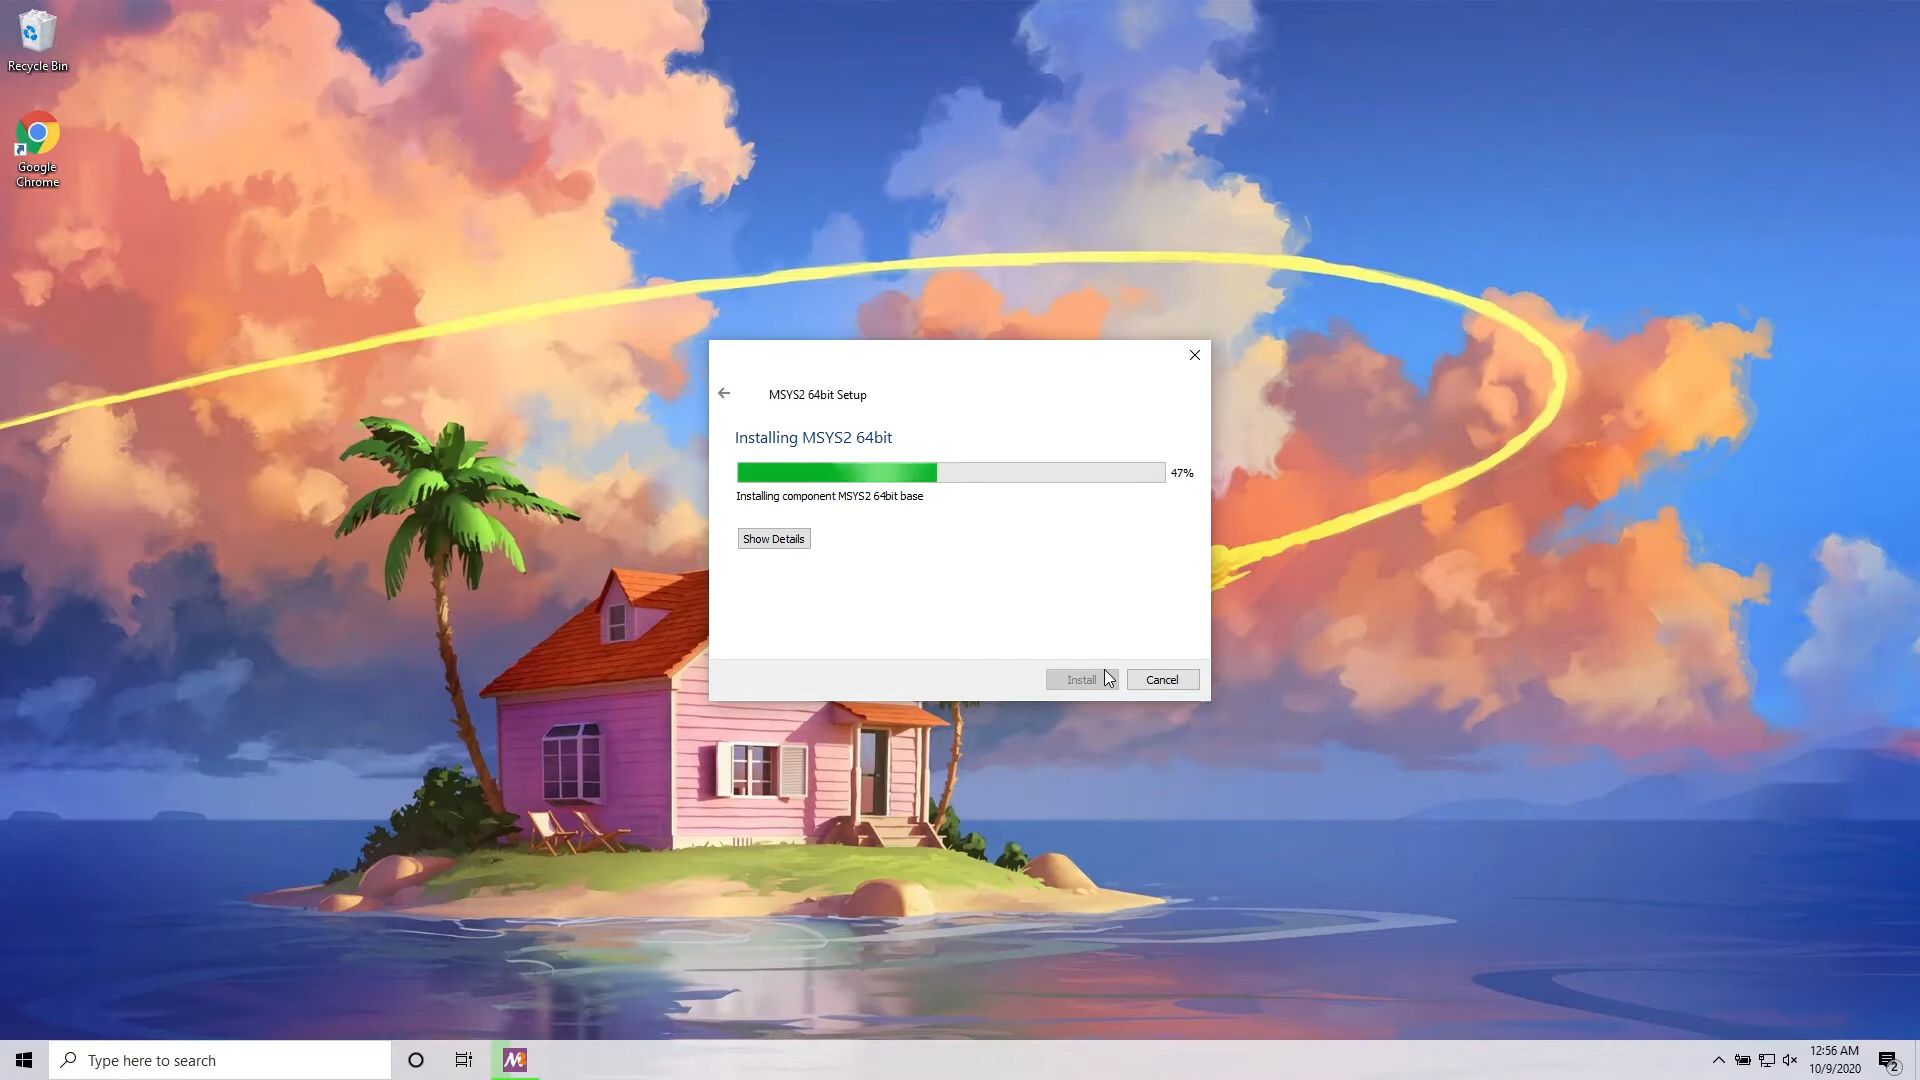 Recycle Bin
Google
Chrome
MSYS2 64bit Setup
Installing MSYS2 64bit
47%
Installing component MSYS2 64bit base
Show Details
Install
Cancel
Type here to search
12:56 AM
10/9/2020
2